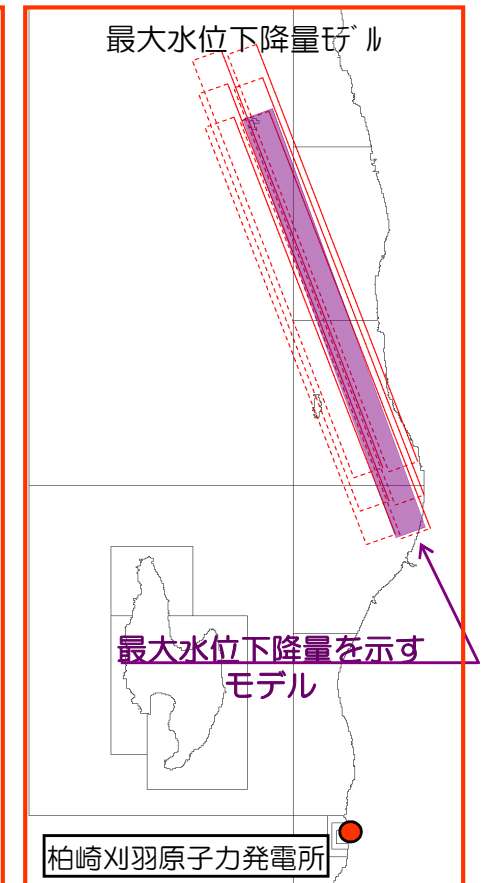 最大水位下降量ﾓﾃﾞﾙ
最大水位下降量を示す
モデル
柏崎刈羽原子力発電所